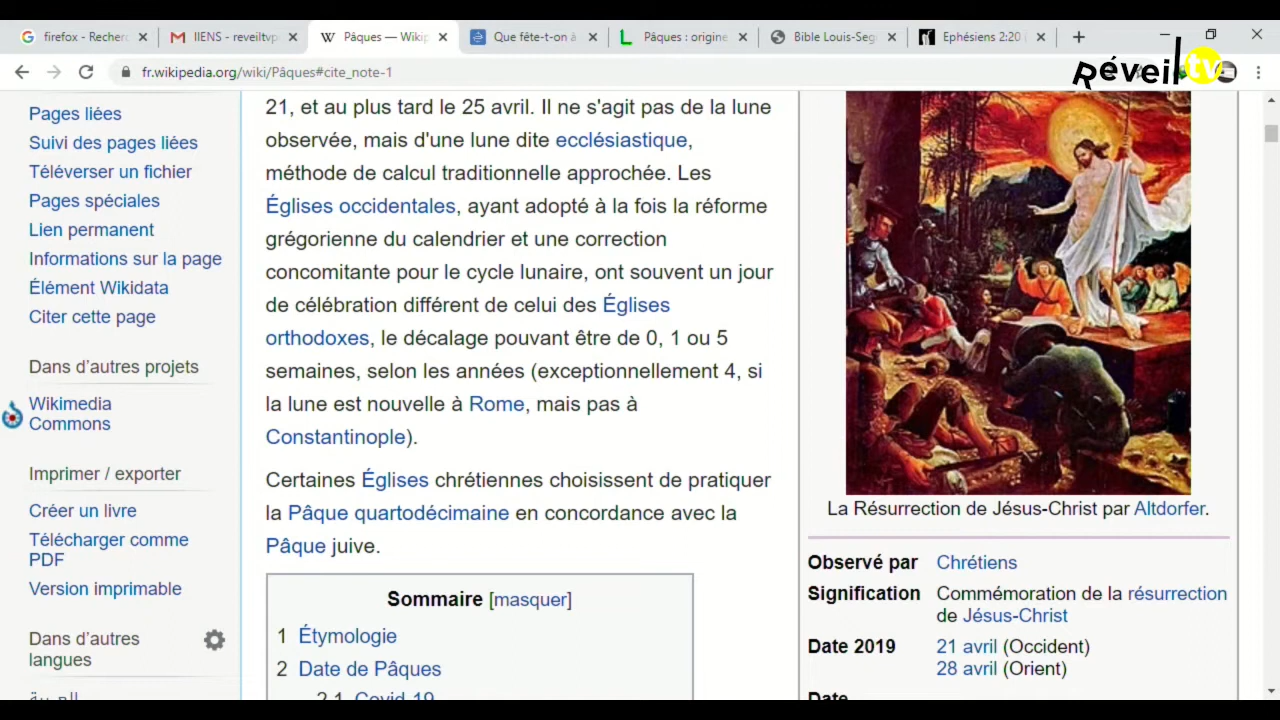 firefox - Recherc
IIENS - reveiltvp
Pâques — Wikip
Que fête-t-on à
Pâques : origine
Bible Louis-Seg
Ephésiens 2:20
fr.wikipedia.org/wiki/Pâques#cite_note-1
Réveil tv
Pages liées
Suivi des pages liées
Téléverser un fichier
Pages spéciales
Lien permanent
Informations sur la page
Élément Wikidata
Citer cette page
Dans d'autres projets
Wikimedia
Commons
Imprimer / exporter
Créer un livre
Télécharger comme
PDF
Version imprimable
Dans d'autres
langues
21, et au plus tard le 25 avril. Il ne s'agit pas de la lune
observée, mais d'une lune dite ecclésiastique,
méthode de calcul traditionnelle approchée. Les
Églises occidentales, ayant adopté à la fois la réforme
grégorienne du calendrier et une correction
concomitante pour le cycle lunaire, ont souvent un jour
de célébration différent de celui des Églises
orthodoxes, le décalage pouvant être de 0, 1 ou 5
semaines, selon les années (exceptionnellement 4, si
la lune est nouvelle à Rome, mais pas à
Constantinople).
Certaines Églises chrétiennes choisissent de pratiquer
la Pâque quartodécimaine en concordance avec la
Pâque juive.
Sommaire [masquer]
1 Étymologie
2 Date de Pâques
2.1 Covid-19
La Résurrection de Jésus-Christ par Altdorfer.
Observé par Chrétiens
Signification Commémoration de la résurrection
de Jésus-Christ
Date 2019 21 avril (Occident)
28 avril (Orient)
Date